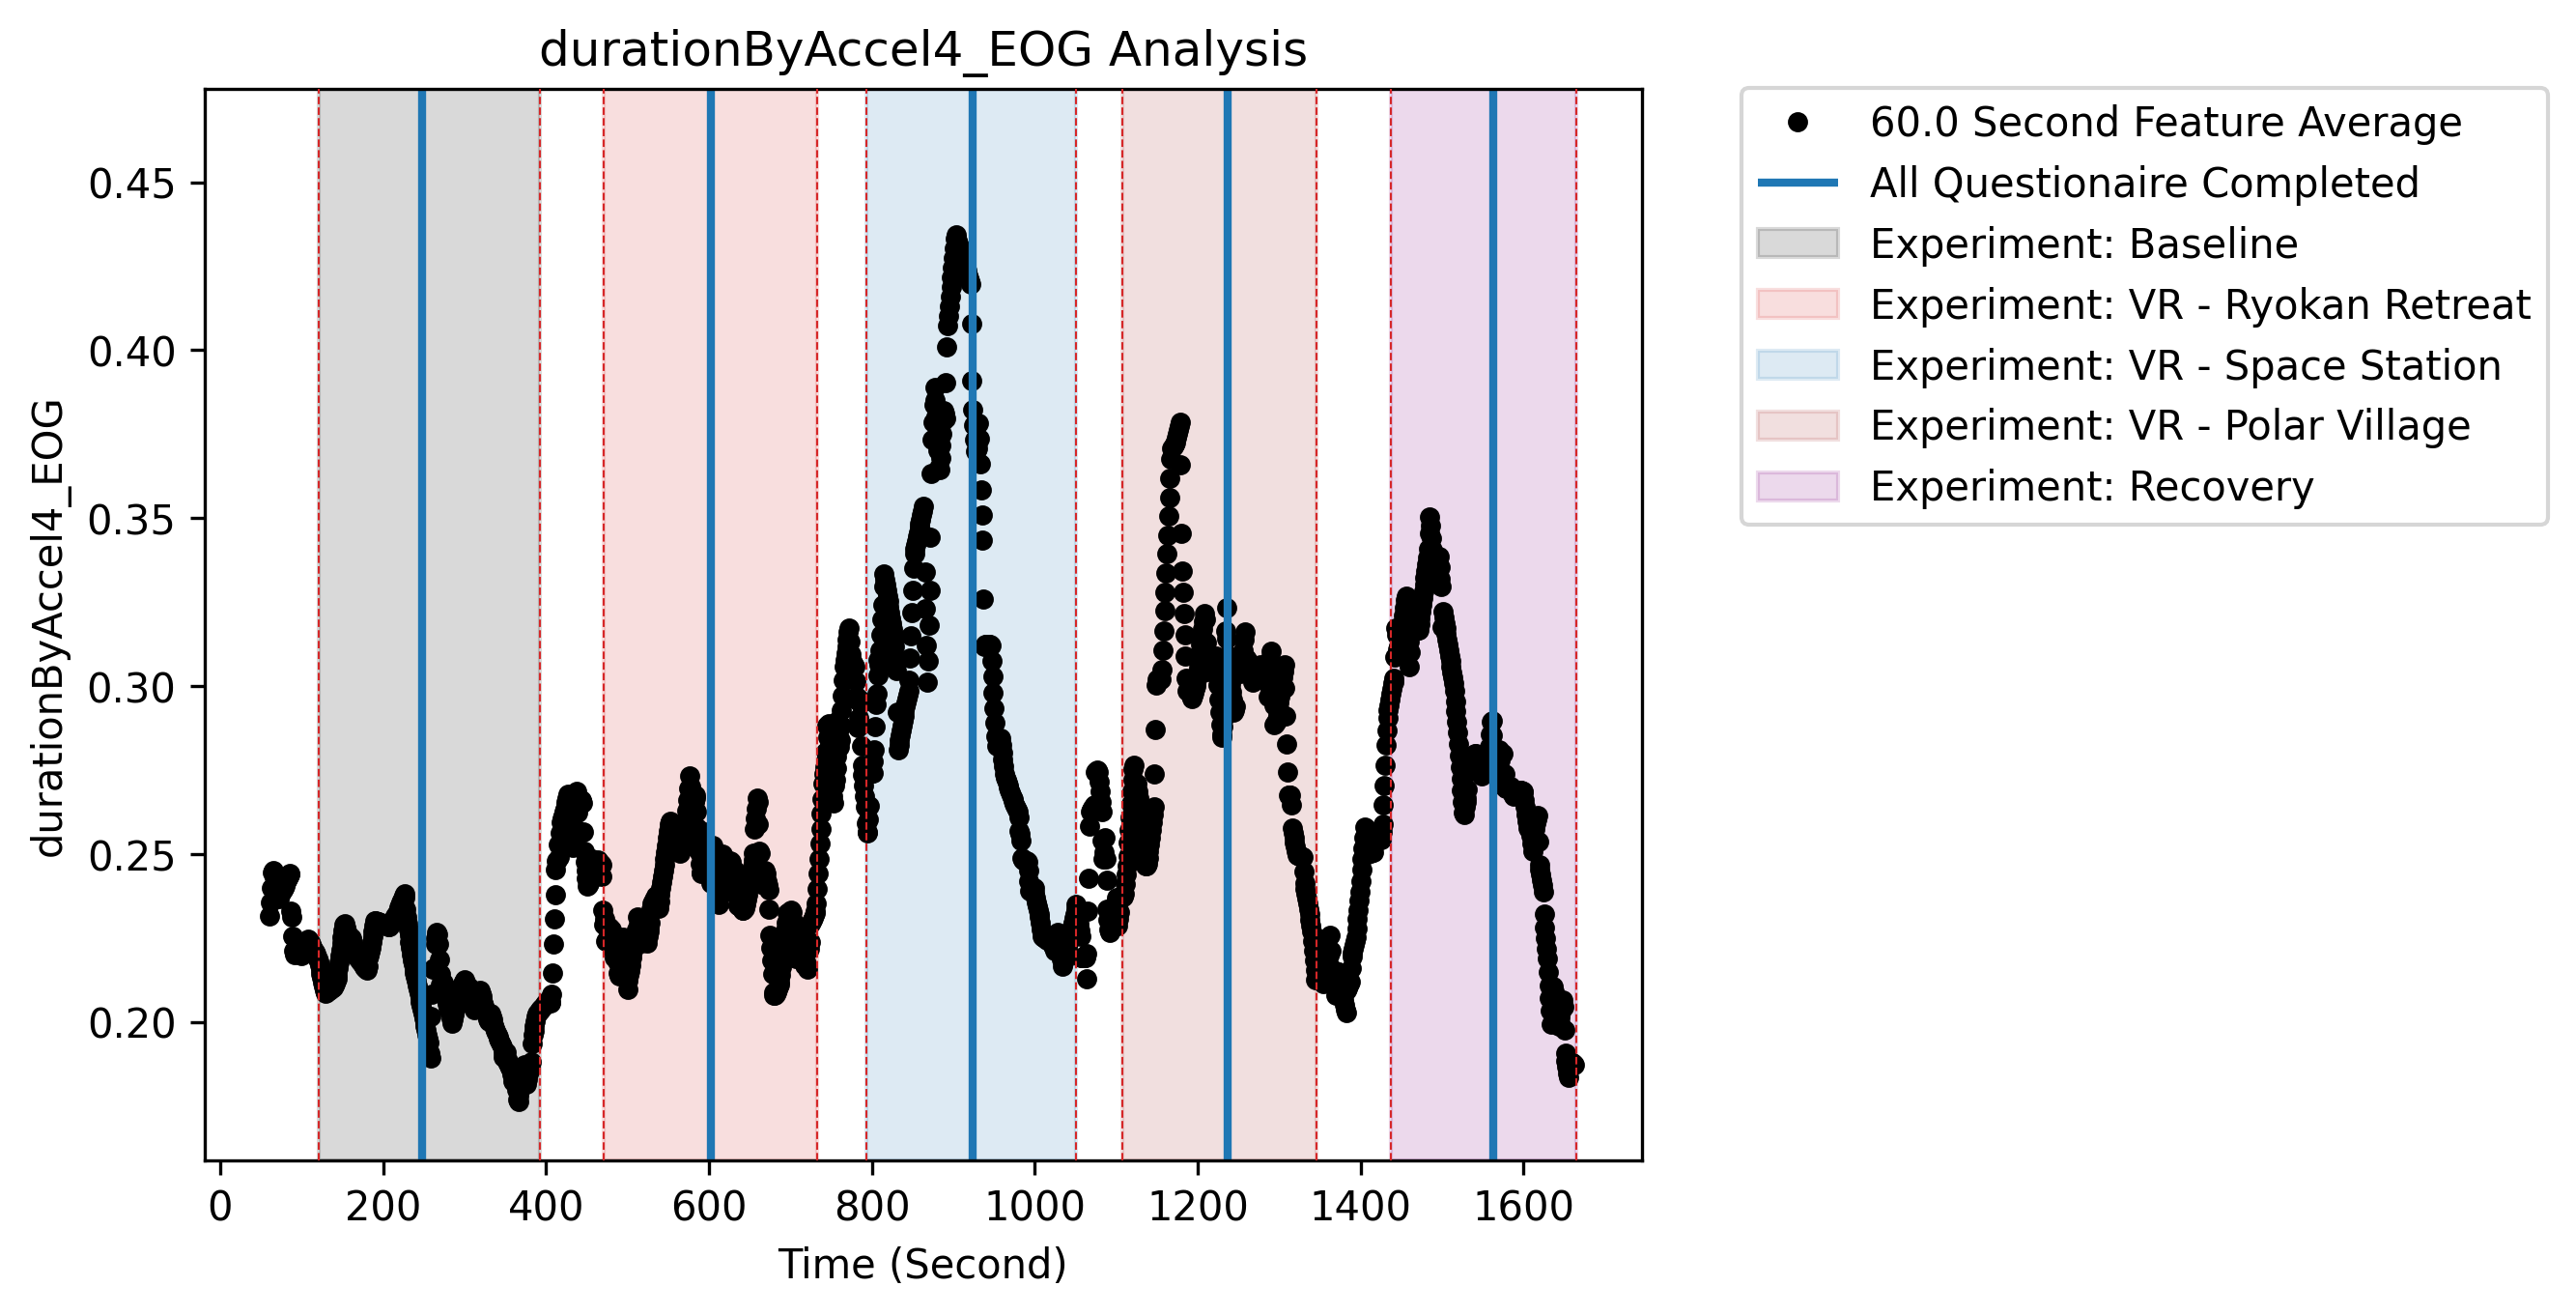 durationByAccel4_EOG Analysis
durationByAccel4_EOG
0.45
0.40
0.35
0.30
0.25
0.20
0 200 400 600 800 1000 1200 1400 1600
Time (Second)
60.0 Second Feature Average
All Questionaire Completed
Experiment: Baseline
Experiment: VR - Ryokan Retreat
Experiment: VR - Space Station
Experiment: VR - Polar Village
Experiment: Recovery